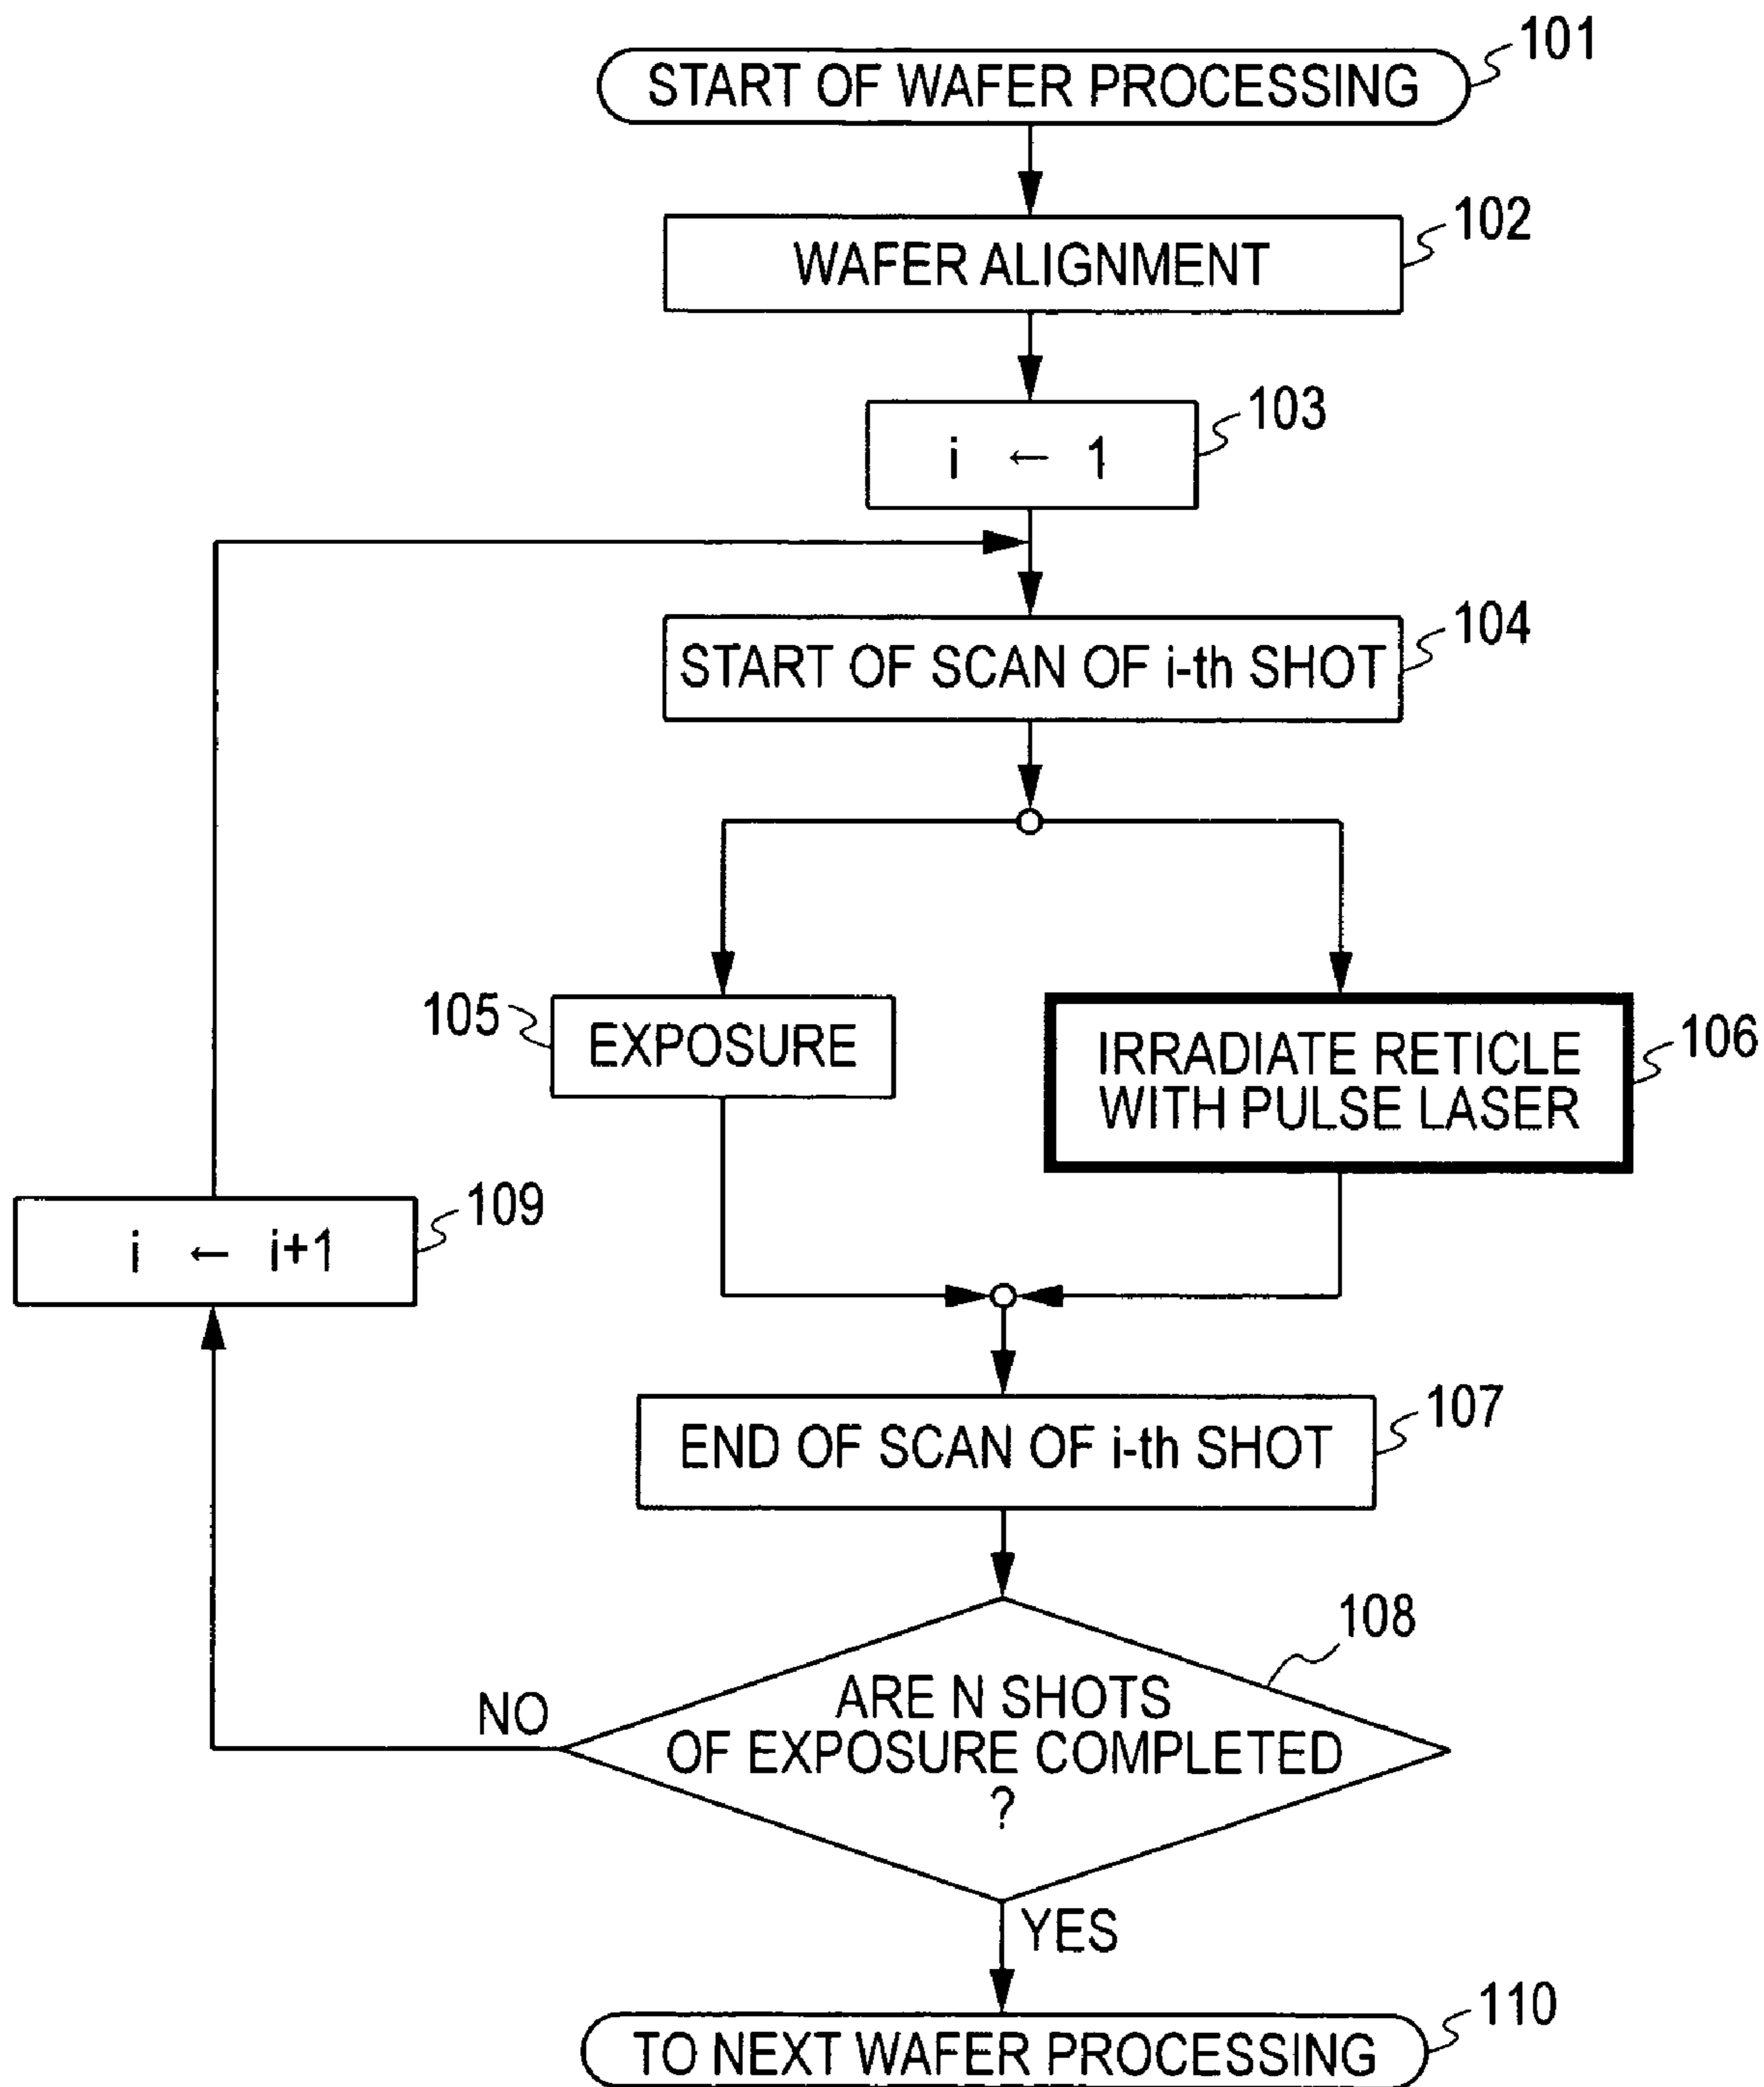 START OF WAFER PROCESSING
101
WAFER ALIGNMENT
102
i ← 1
103
START OF SCAN OF i-th SHOT
104
105
EXPOSURE
IRRADIATE RETICLE
WITH PULSE LASER
106
i ← i+1
109
END OF SCAN OF i-th SHOT
107
108
ARE N SHOTS
OF EXPOSURE COMPLETED
?
NO
YES
TO NEXT WAFER PROCESSING
110